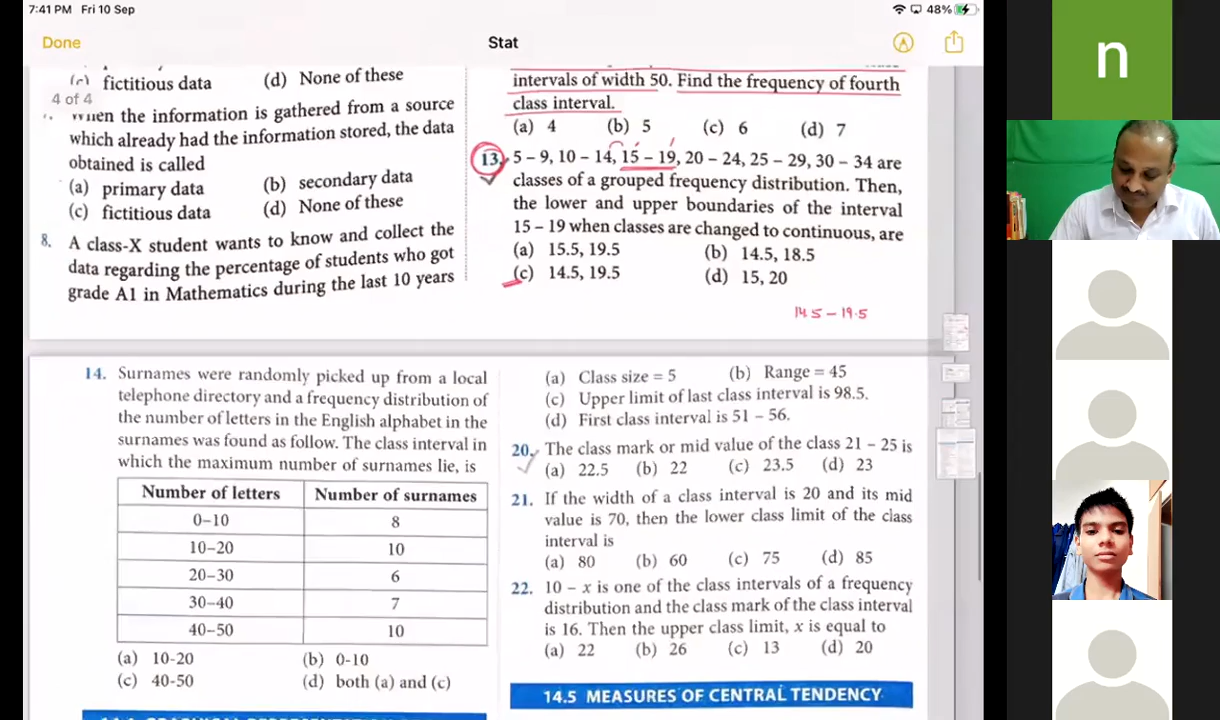 7:41 PM Fri 10 Sep
48%
Done
Stat
(c) fictitious data (d) None of these
4 of 4
When the information is gathered from a source
which already had the information stored, the data
obtained is called
(a) primary data (b) secondary data
(c) fictitious data (d) None of these
8. A class-X student wants to know and collect the
data regarding the percentage of students who got
grade A1 in Mathematics during the last 10 years
intervals of width 50. Find the frequency of fourth
class interval.
(a) 4 (b) 5 (c) 6 (d) 7
13. 5 – 9, 10 – 14, 15 – 19, 20 – 24, 25 – 29, 30 – 34 are
classes of a grouped frequency distribution. Then,
the lower and upper boundaries of the interval
15 – 19 when classes are changed to continuous, are
(a) 15.5, 19.5 (b) 14.5, 18.5
(c) 14.5, 19.5 (d) 15, 20
14.5 – 19.5
14. Surnames were randomly picked up from a local
telephone directory and a frequency distribution of
the number of letters in the English alphabet in the
surnames was found as follow. The class interval in
which the maximum number of surnames lie, is
Number of letters Number of surnames
0–10 8
10–20 10
20–30 6
30–40 7
40–50 10
(a) 10-20 (b) 0-10
(c) 40-50 (d) both (a) and (c)
(a) Class size = 5 (b) Range = 45
(c) Upper limit of last class interval is 98.5.
(d) First class interval is 51 – 56.
20. The class mark or mid value of the class 21 – 25 is
(a) 22.5 (b) 22 (c) 23.5 (d) 23
21. If the width of a class interval is 20 and its mid
value is 70, then the lower class limit of the class
interval is
(a) 80 (b) 60 (c) 75 (d) 85
22. 10 – x is one of the class intervals of a frequency
distribution and the class mark of the class interval
is 16. Then the upper class limit, x is equal to
(a) 22 (b) 26 (c) 13 (d) 20
14.5 MEASURES OF CENTRAL TENDENCY
n